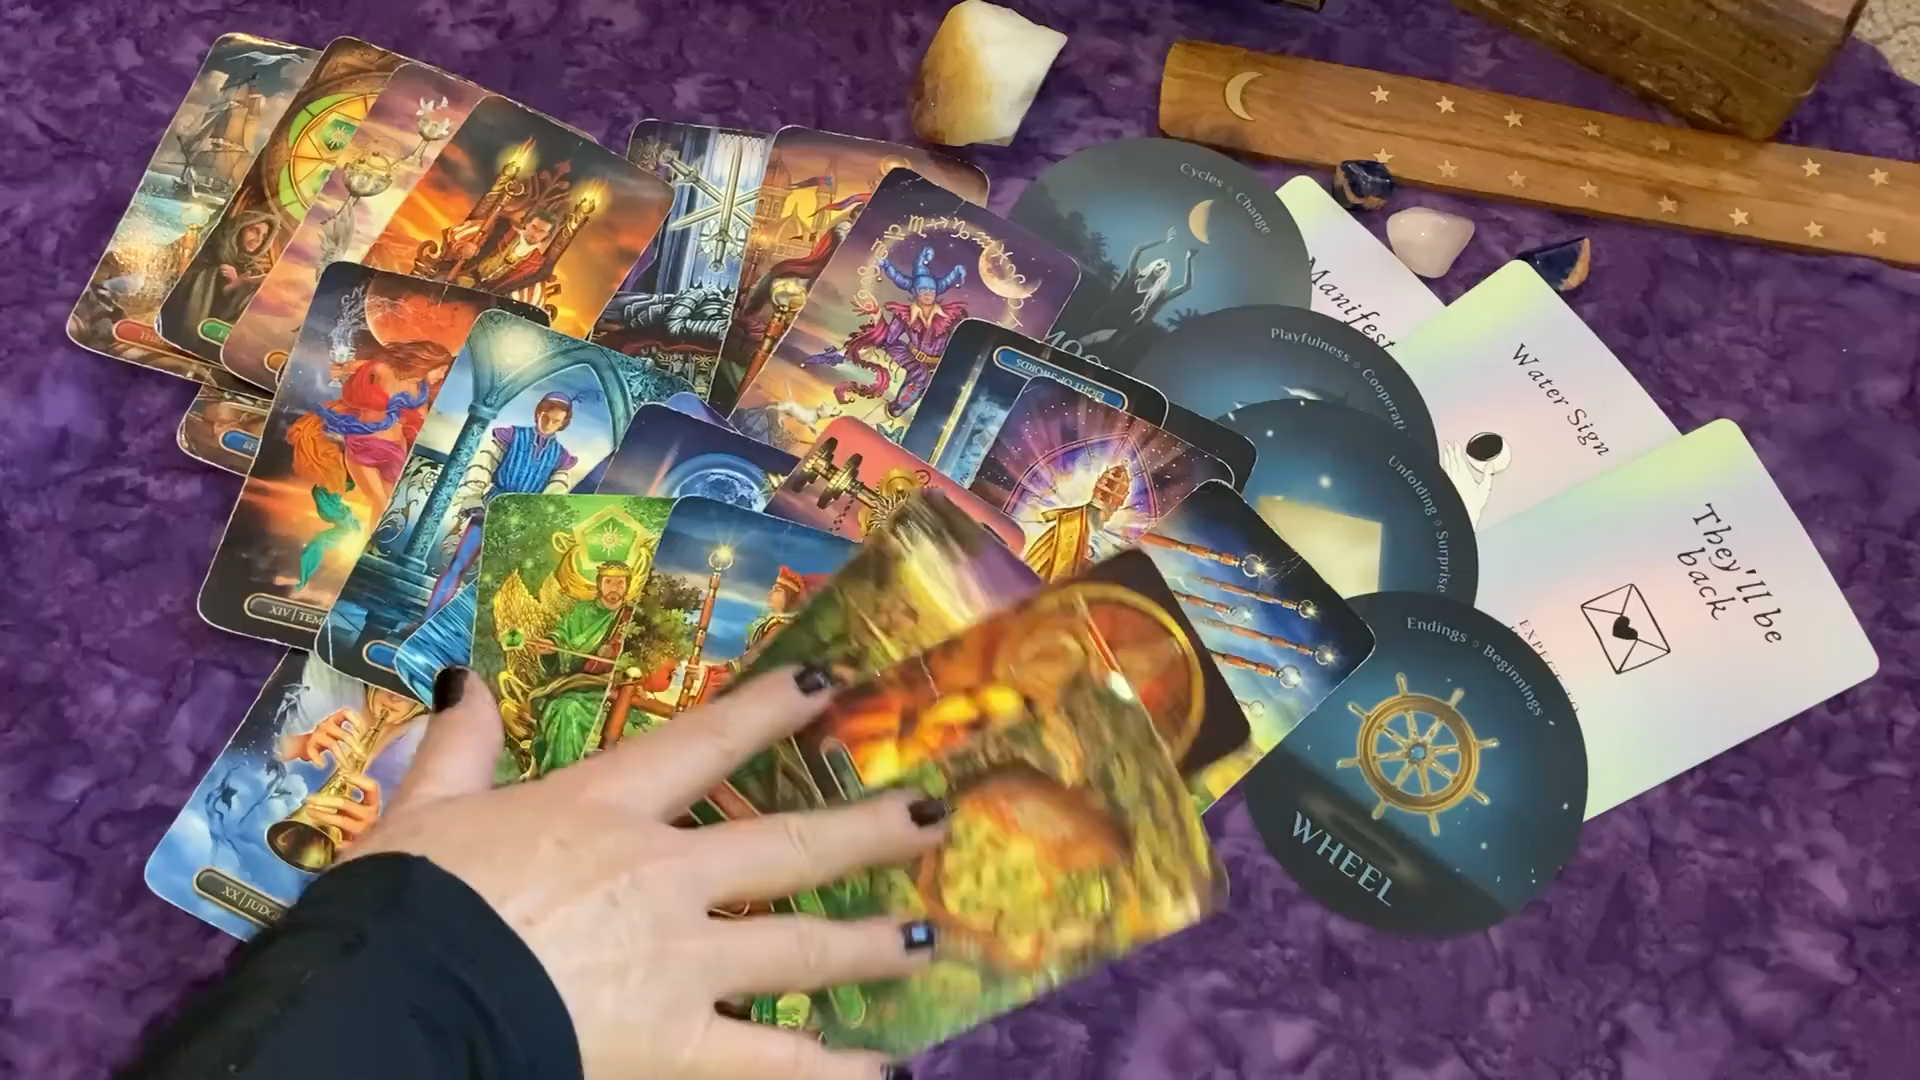 Cycles ◦ Change
MOO
Manifest
Playfulness ◦ Cooperati
Water Sign
Unfolding ◦ Surprise
They'll be
back
EIGHT OF SWORDS
XIV | TEM
Endings ◦ Beginnings
WHEEL
XX | JUDG